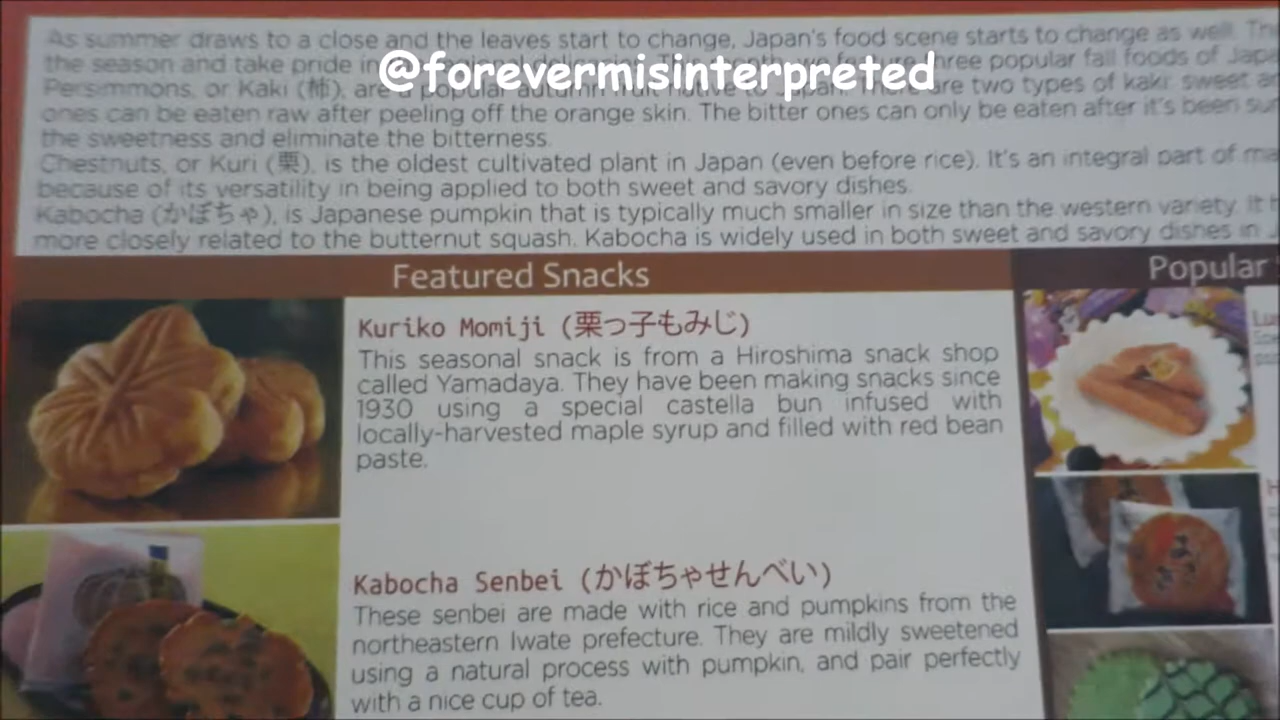 As summer draws to a close and the leaves start to change, Japan's food scene starts to change as well.
@forevermisinterpreted
the season and take pride in three popular fall foods of
Persimmons, or Kaki (柿), are a popular autumn are two types of kaki: sweet
ones can be eaten raw after peeling off the orange skin. The bitter ones can only be eaten after it's been
the sweetness and eliminate the bitterness.
Chestnuts, or Kuri (栗), is the oldest cultivated plant in Japan (even before rice). It's an integral part of
because of its versatility in being applied to both sweet and savory dishes.
Kabocha (かぼちゃ), is Japanese pumpkin that is typically much smaller in size than the western variety. It
more closely related to the butternut squash. Kabocha is widely used in both sweet and savory dishes in
Featured Snacks
Popular
Kuriko Momiji (栗っ子もみじ)
This seasonal snack is from a Hiroshima snack shop
called Yamadaya. They have been making snacks since
1930 using a special castella bun infused with
locally-harvested maple syrup and filled with red bean
paste.
Kabocha Senbei (かぼちゃせんべい)
These senbei are made with rice and pumpkins from the
northeastern Iwate prefecture. They are mildly sweetened
using a natural process with pumpkin, and pair perfectly
with a nice cup of tea.